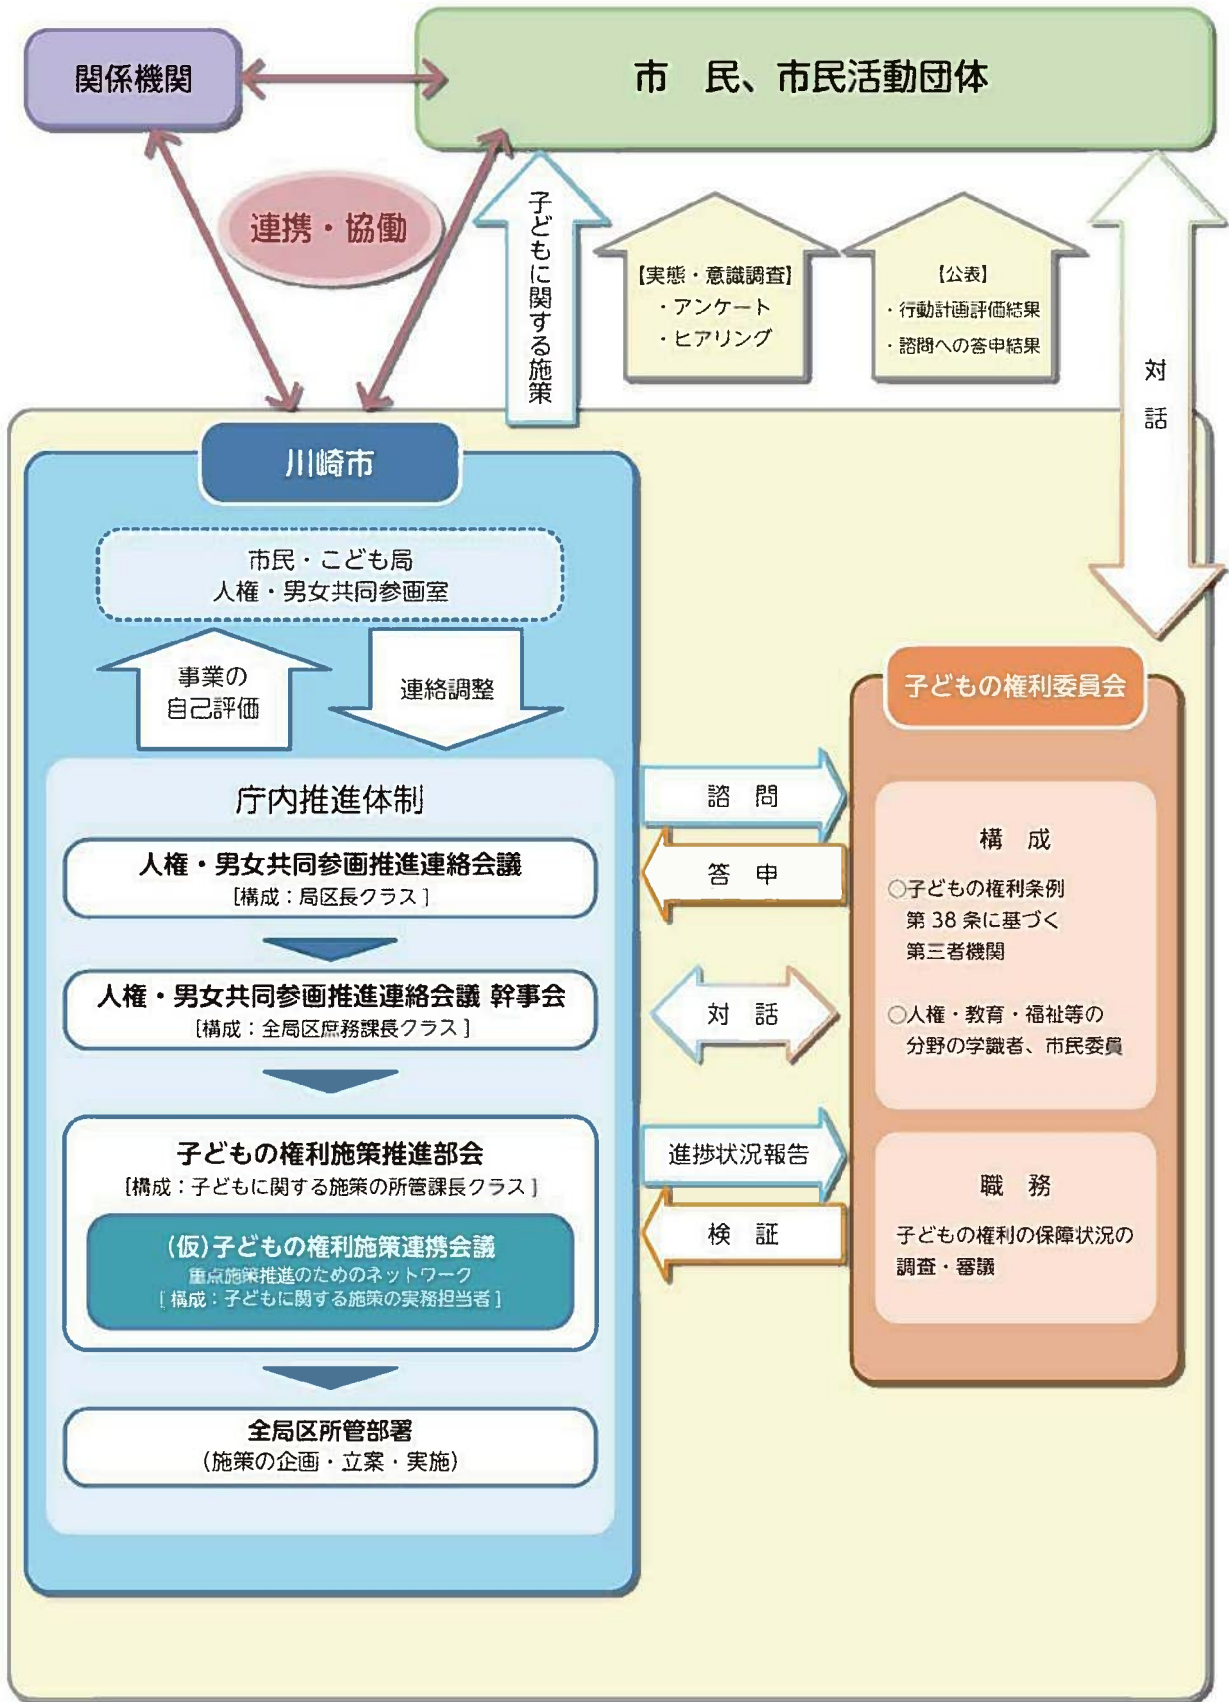 関係機関
市　民、市民活動団体
連携・協働
子どもに関する施策
【実態・意識調査】
・アンケート
・ヒアリング
【公表】
・行動計画評価結果
・諮問への答申結果
対話
川崎市
市民・こども局
人権・男女共同参画室
事業の
自己評価
連絡調整
庁内推進体制
人権・男女共同参画推進連絡会議
［構成：局区長クラス］
人権・男女共同参画推進連絡会議 幹事会
［構成：全局区庶務課長クラス］
子どもの権利施策推進部会
［構成：子どもに関する施策の所管課長クラス］
(仮)子どもの権利施策連携会議
重点施策推進のためのネットワーク
［構成：子どもに関する施策の実務担当者］
全局区所管部署
(施策の企画・立案・実施)
諮　問
答　申
対　話
進捗状況報告
検　証
子どもの権利委員会
構　成
○子どもの権利条例
第 38 条に基づく
第三者機関
○人権・教育・福祉等の
分野の学識者、市民委員
職　務
子どもの権利の保障状況の
調査・審議